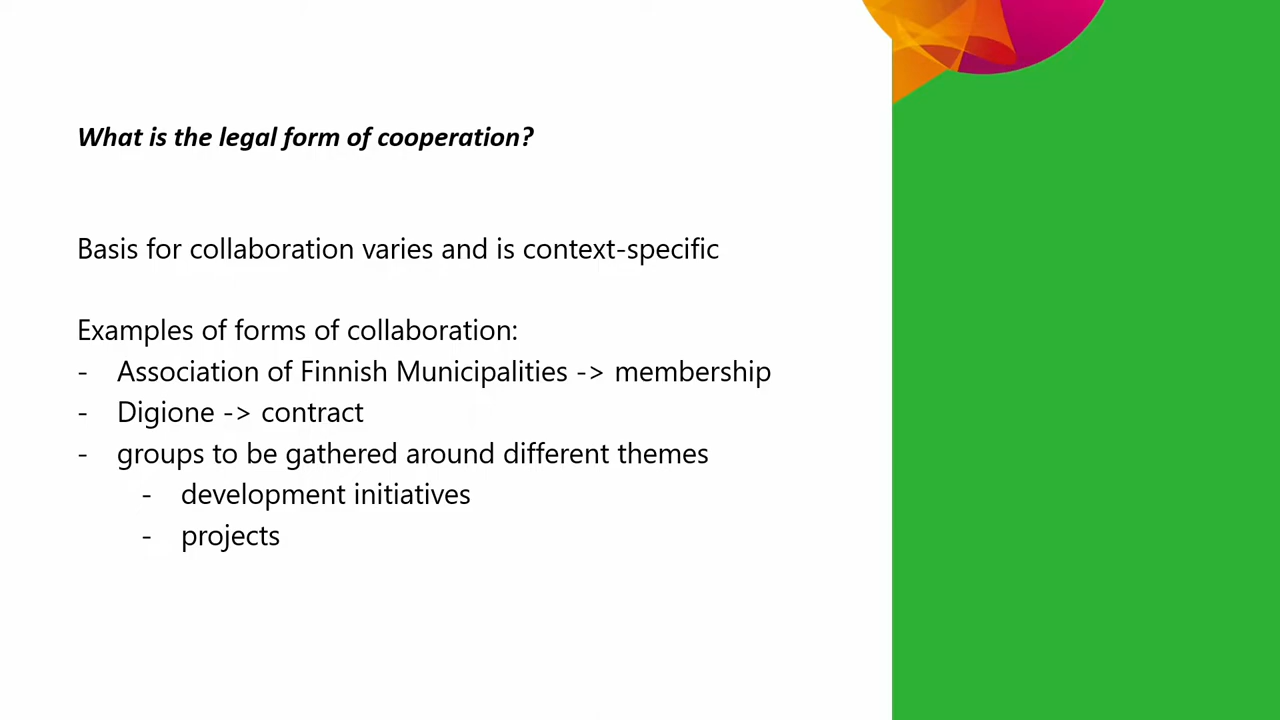 What is the legal form of cooperation?
Basis for collaboration varies and is context-specific
Examples of forms of collaboration:
- Association of Finnish Municipalities -> membership
- Digione -> contract
- groups to be gathered around different themes
- development initiatives
- projects